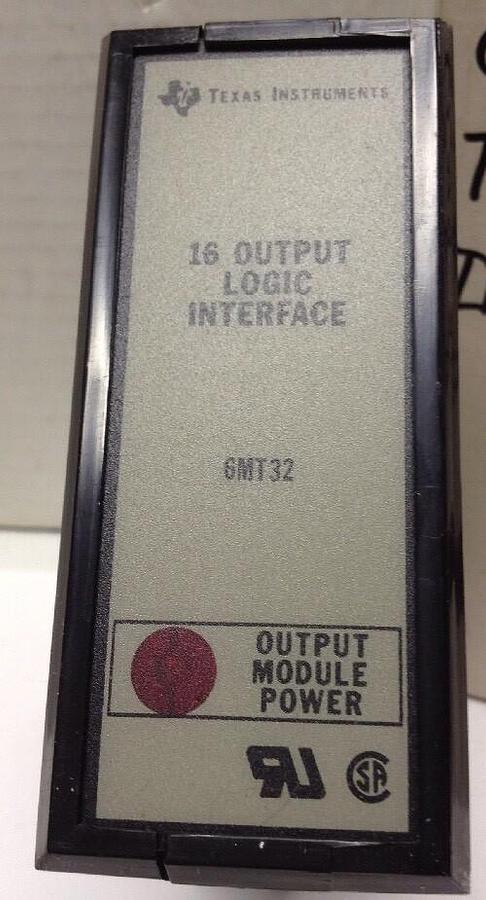 TEXAS INSTRUMENTS
16 OUTPUT
LOGIC
INTERFACE
6MT32
OUTPUT
MODULE
POWER